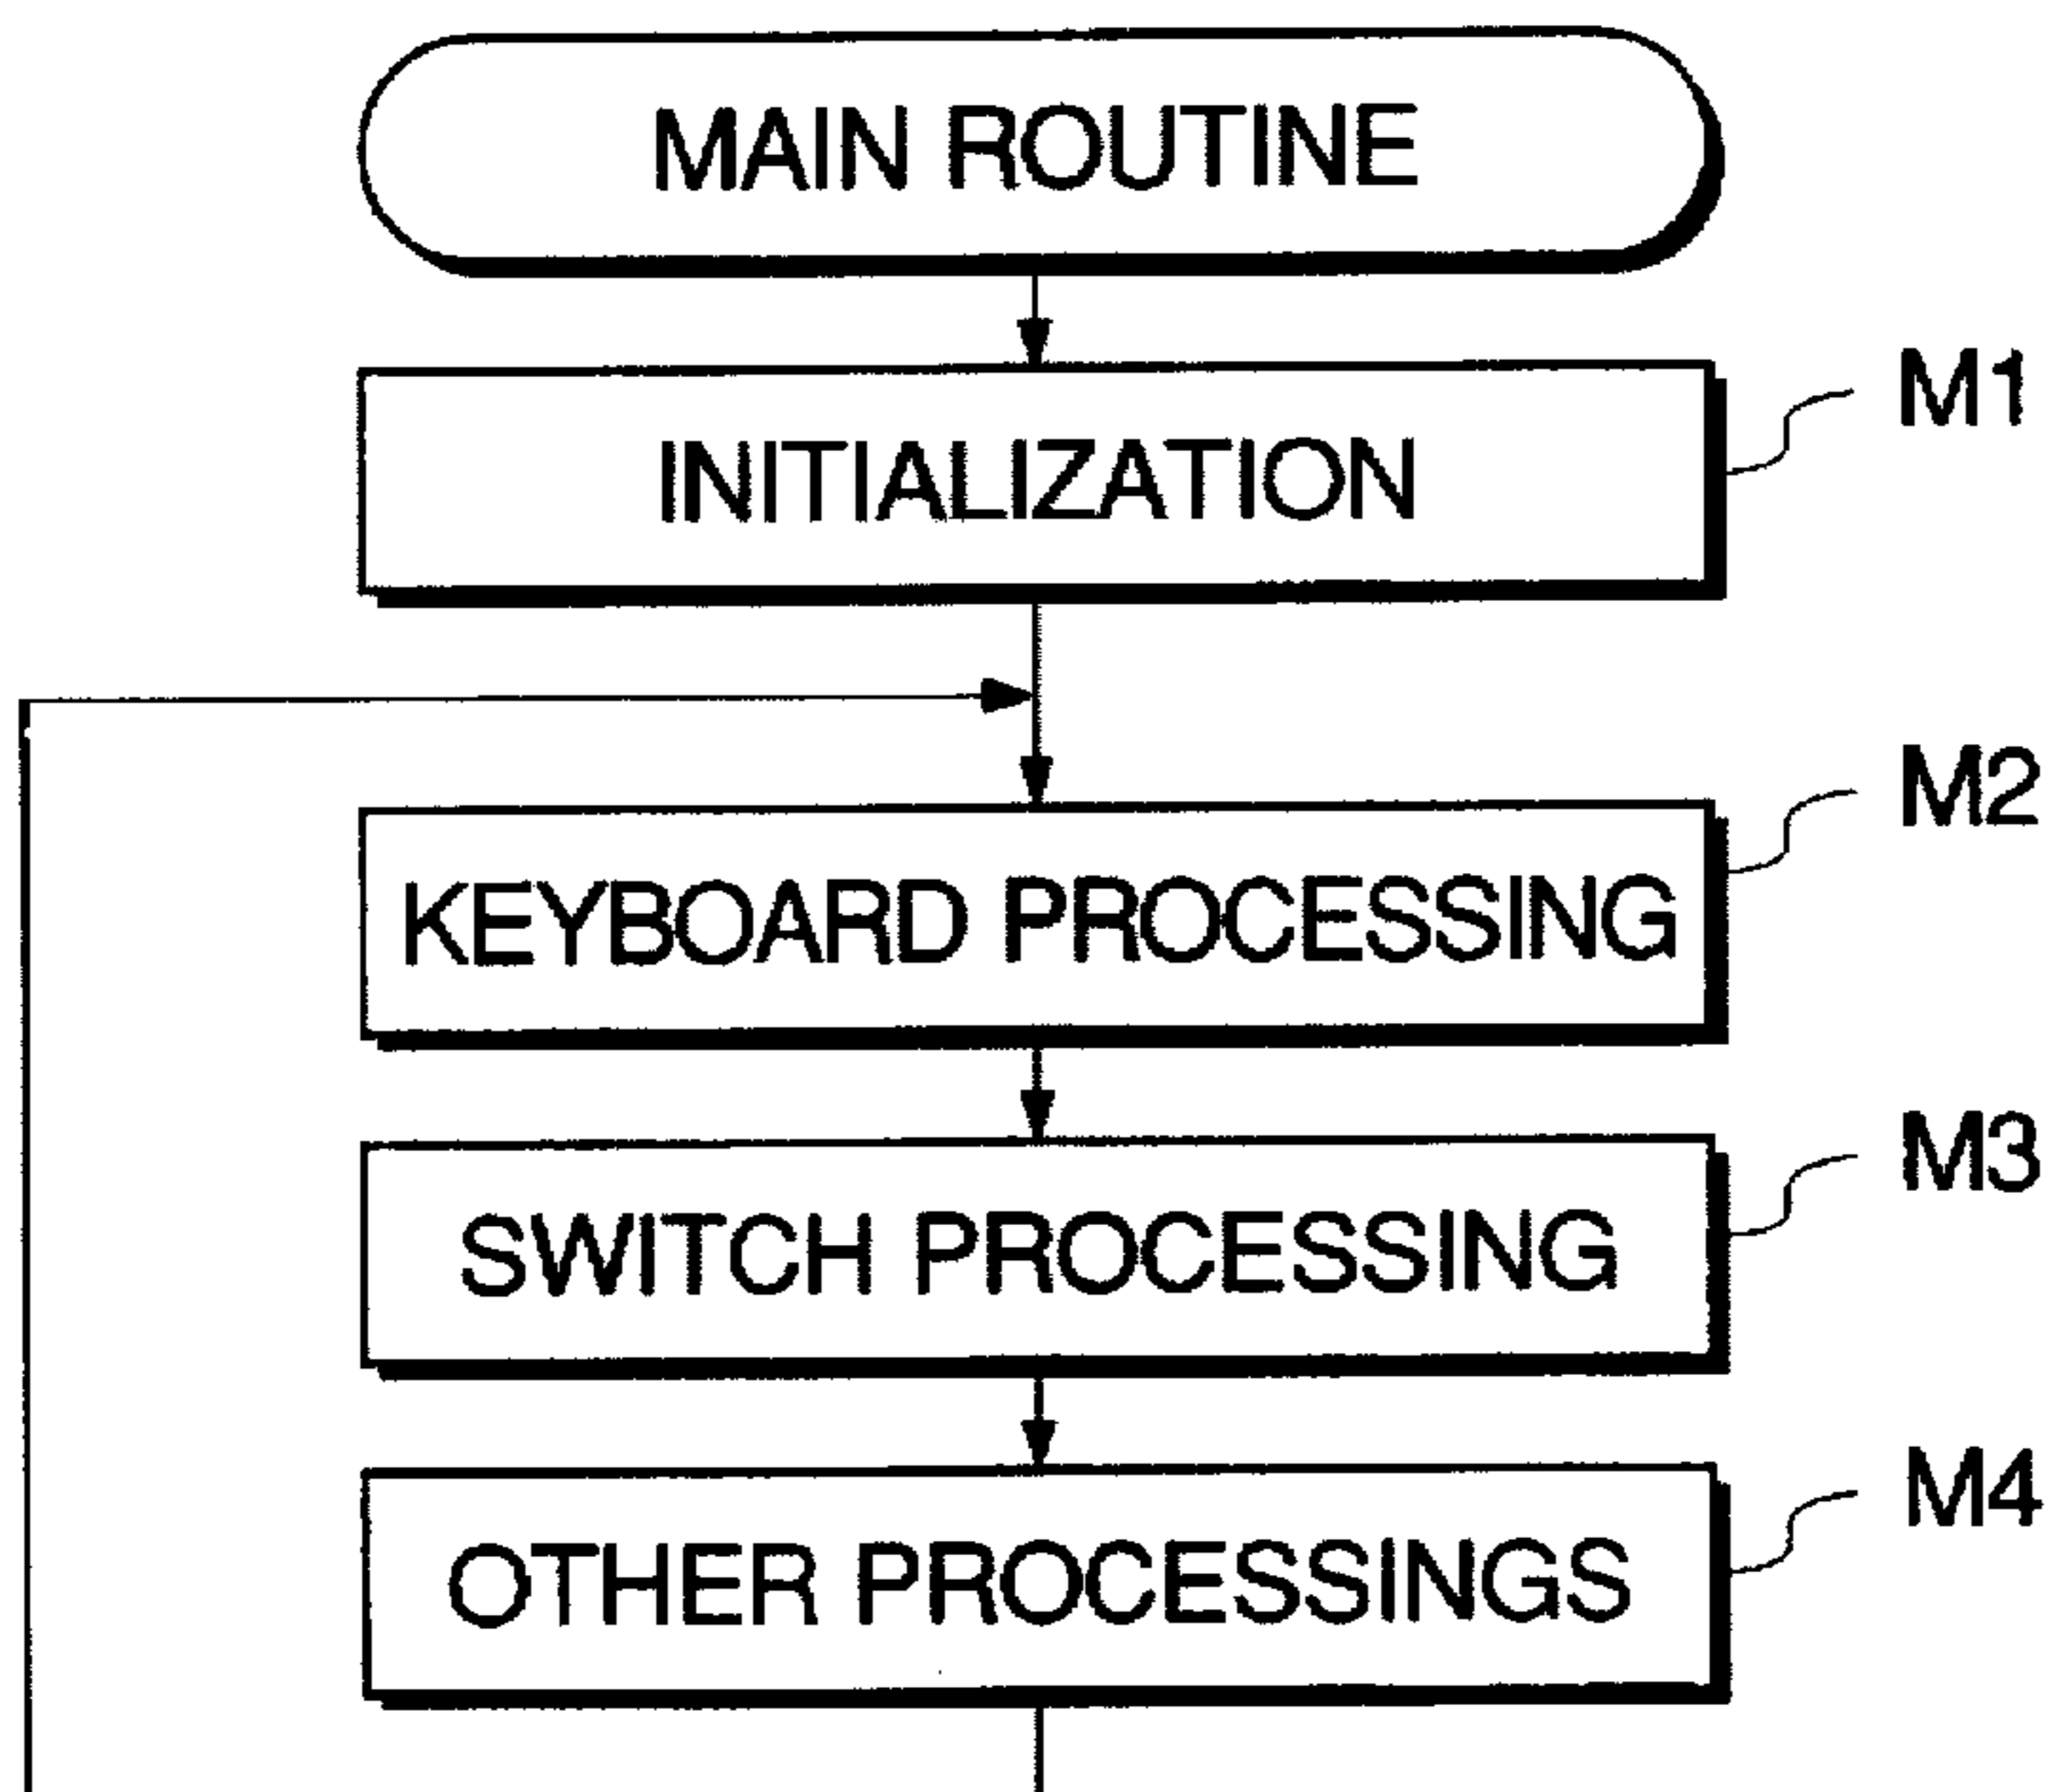 MAIN ROUTINE
M1
INITIALIZATION
M2
KEYBOARD PROCESSING
M3
SWITCH PROCESSING
M4
OTHER PROCESSINGS